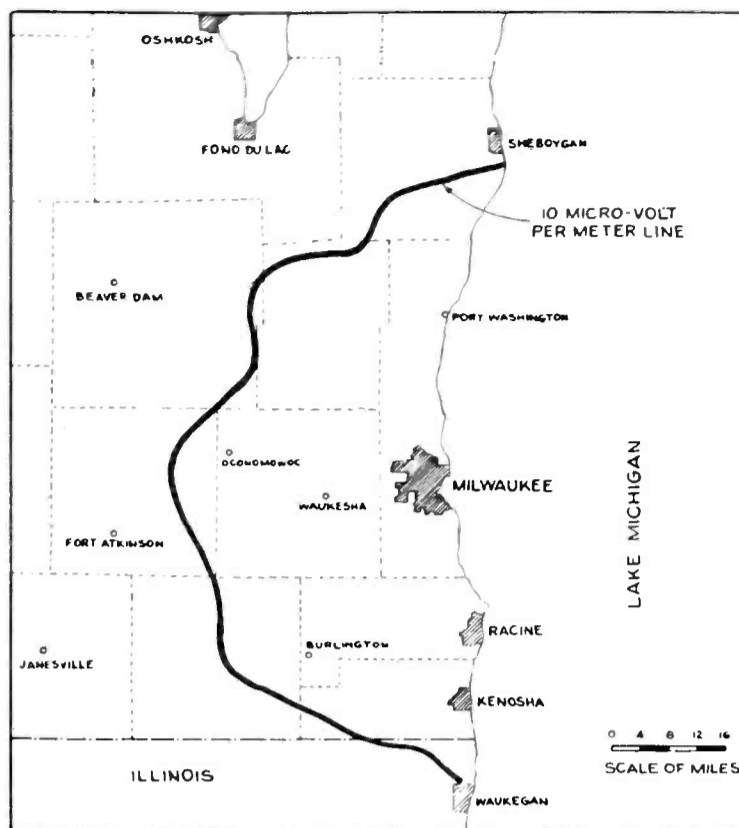 OSHKOSH
FOND DU LAC
SHEBOYGAN
10 MICRO-VOLT
PER METER LINE
BEAVER DAM
PORT WASHINGTON
OCONOMOWOC
MILWAUKEE
WAUKESHA
FORT ATKINSON
LAKE MICHIGAN
RACINE
BURLINGTON
JANESVILLE
KENOSHA
0 4 8 12 16
SCALE OF MILES
ILLINOIS
WAUKEGAN